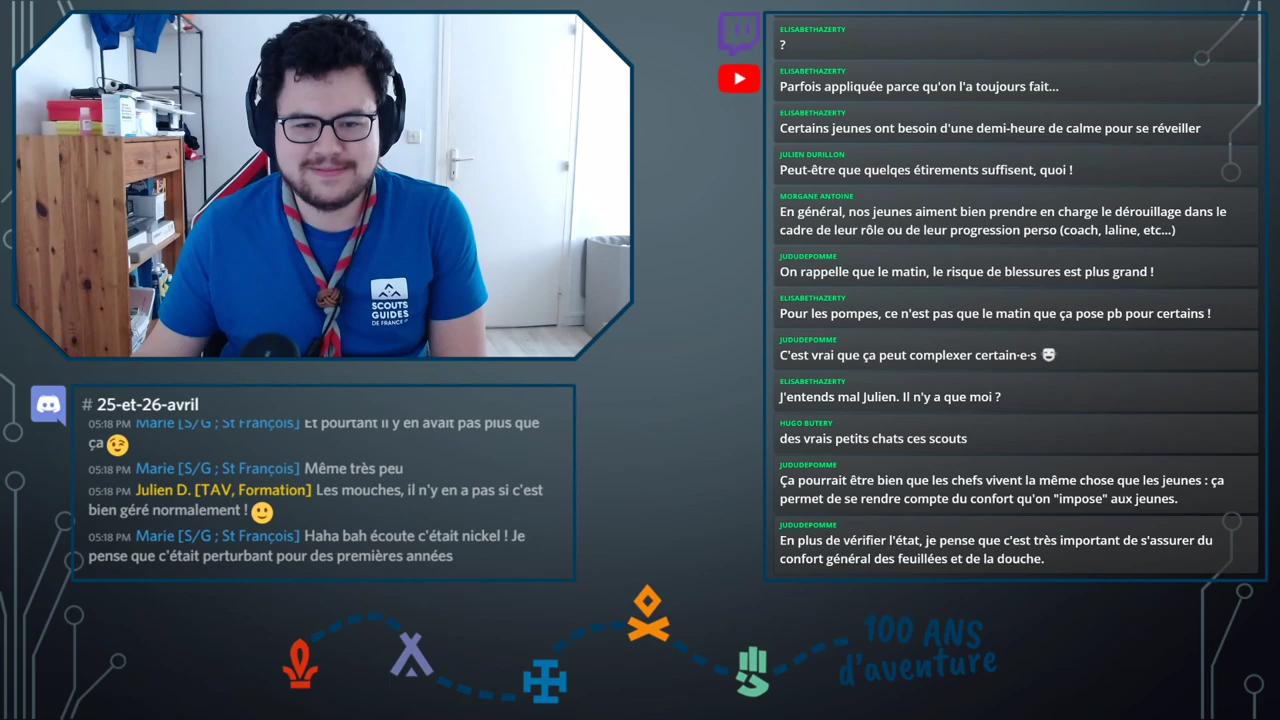 SCOUTS
GUIDES
DE FRANCE
# 25-et-26-avril
05:18 PM Marie [S/G ; St François] Et pourtant il y en avait pas plus que
ça 😉
05:18 PM Marie [S/G ; St François] Même très peu
05:18 PM Julien D. [TAV, Formation] Les mouches, il n'y en a pas si c'est
bien géré normalement ! 🙂
05:18 PM Marie [S/G ; St François] Haha bah écoute c'était nickel ! Je
pense que c'était perturbant pour des premières années
ELISABETHAZERTY
?
ELISABETHAZERTY
Parfois appliquée parce qu'on l'a toujours fait...
ELISABETHAZERTY
Certains jeunes ont besoin d'une demi-heure de calme pour se réveiller
JULIEN DURILLON
Peut-être que quelqes étirements suffisent, quoi !
MORGANE ANTOINE
En général, nos jeunes aiment bien prendre en charge le dérouillage dans le
cadre de leur rôle ou de leur progression perso (coach, laline, etc...)
JUDUDEPOMME
On rappelle que le matin, le risque de blessures est plus grand !
ELISABETHAZERTY
Pour les pompes, ce n'est pas que le matin que ça pose pb pour certains !
JUDUDEPOMME
C'est vrai que ça peut complexer certain·e·s
ELISABETHAZERTY
J'entends mal Julien. Il n'y a que moi ?
HUGO BUTERY
des vrais petits chats ces scouts
JUDUDEPOMME
Ça pourrait être bien que les chefs vivent la même chose que les jeunes : ça
permet de se rendre compte du confort qu'on "impose" aux jeunes.
JUDUDEPOMME
En plus de vérifier l'état, je pense que c'est très important de s'assurer du
confort général des feuillées et de la douche.
100 ANS
d'aventure